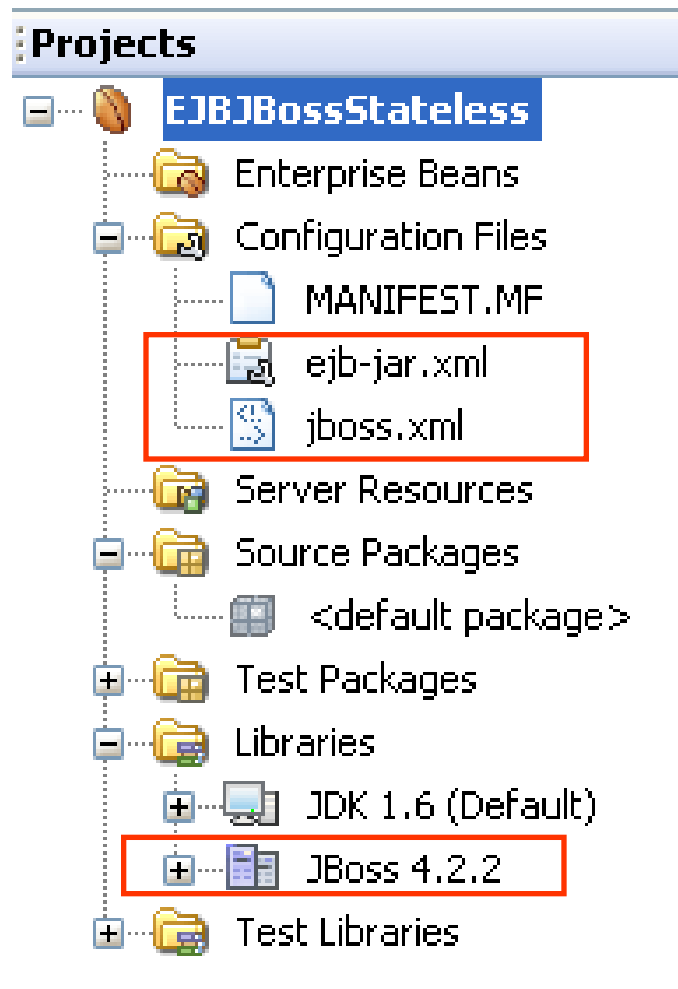 Projects
EJBJBossStateless
Enterprise Beans
Configuration Files
MANIFEST.MF
ejb-jar.xml
jboss.xml
Server Resources
Source Packages
<default package>
Test Packages
Libraries
JDK 1.6 (Default)
JBoss 4.2.2
Test Libraries